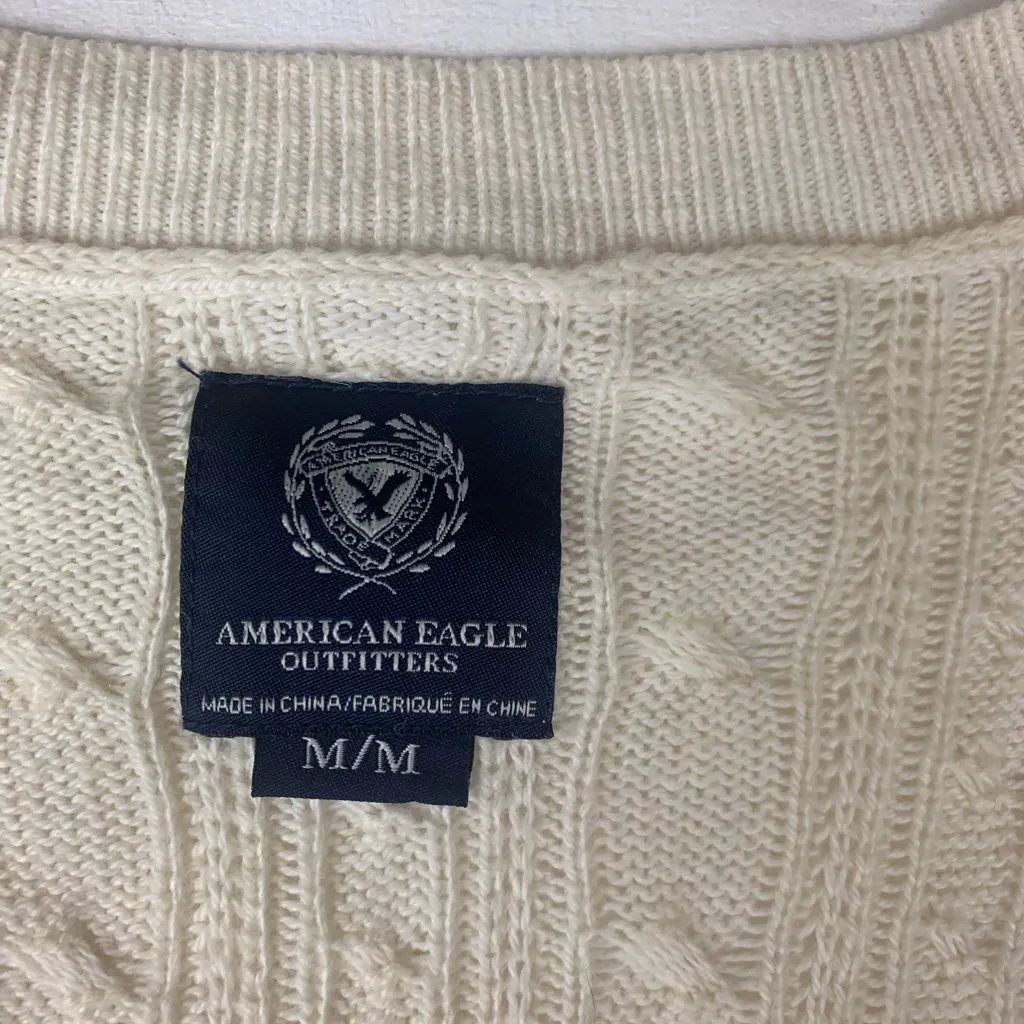 AMERICAN EAGLE
TRADE MARK
AMERICAN EAGLE
OUTFITTERS
MADE IN CHINA/FABRIQUÉ EN CHINE
M/M